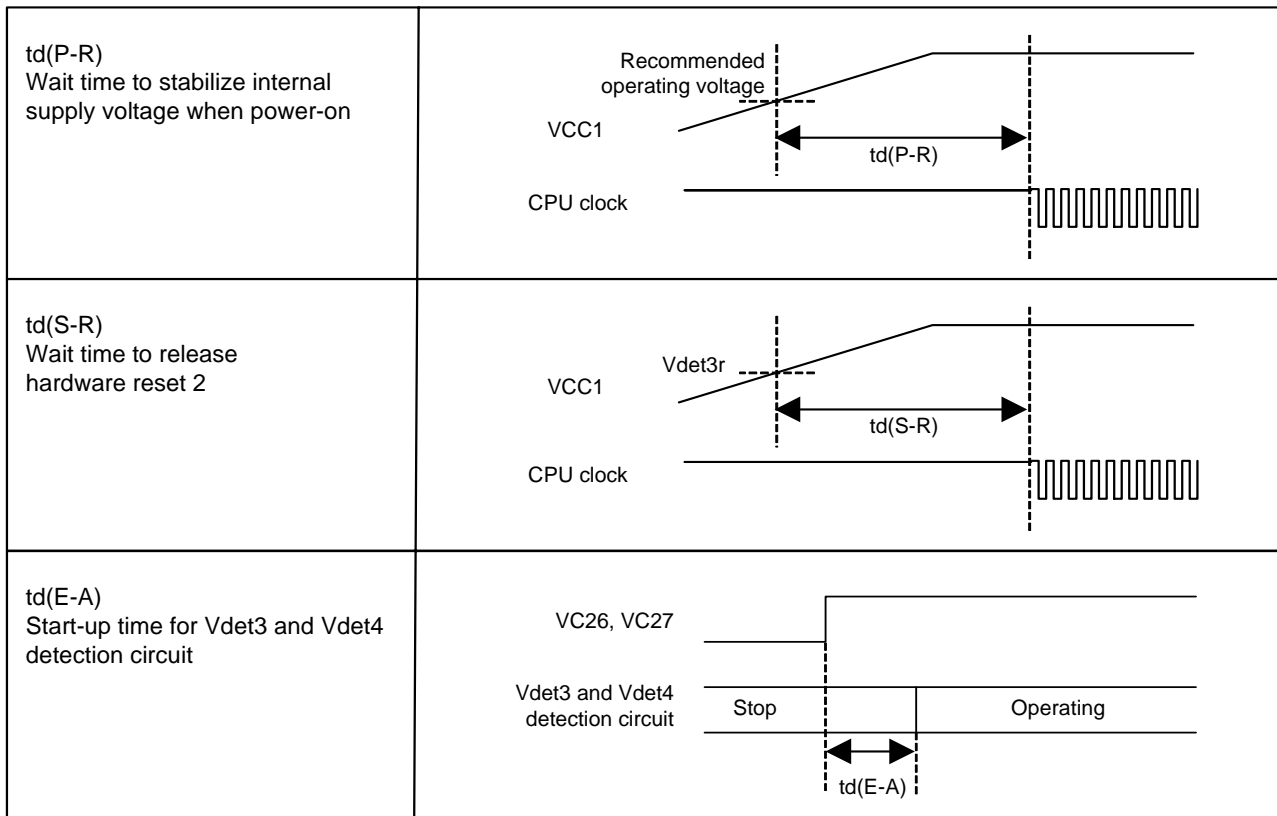 td(P-R)
Wait time to stabilize internal
supply voltage when power-on
Recommended
operating voltage
VCC1
td(P-R)
CPU clock
td(S-R)
Wait time to release
hardware reset 2
Vdet3r
VCC1
td(S-R)
CPU clock
td(E-A)
Start-up time for Vdet3 and Vdet4
detection circuit
VC26, VC27
Vdet3 and Vdet4
detection circuit
Stop
Operating
td(E-A)